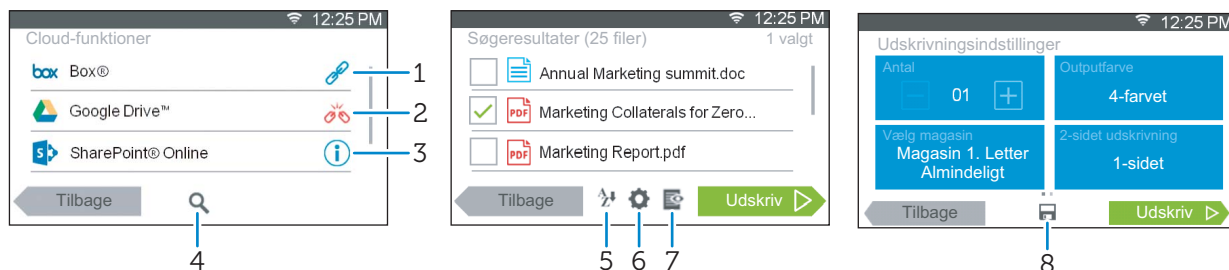 12:25 PM
Cloud-funktioner
box Box®
1
Google Drive™
2
S SharePoint® Online
3
Tilbage
4
12:25 PM
Søgeresultater (25 filer) 1 valgt
Annual Marketing summit.doc
PDF Marketing Collaterals for Zero...
PDF Marketing Report.pdf
Tilbage
A
Z
Udskriv
5 6 7
12:25 PM
Udskrivningsindstillinger
Antal
01
Outputfarve
4-farvet
Vælg magasin
Magasin 1. Letter
Almindeligt
2-sidet udskrivning
1-sidet
Tilbage
Udskriv
8